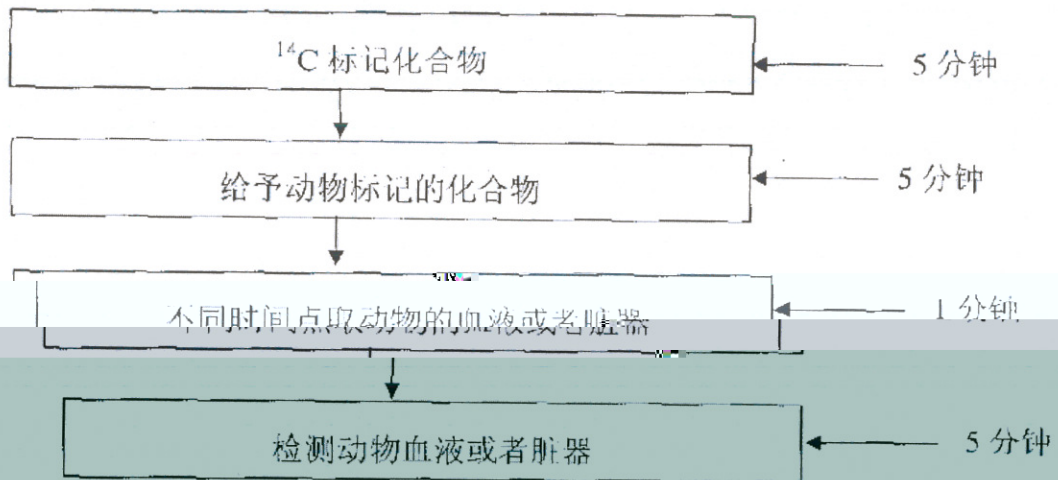 ¹⁴C 标记化合物
5 分钟
给予动物标记的化合物
5 分钟
不同时间点取动物的血液或者脏器
1 分钟
检测动物血液或者脏器
5 分钟